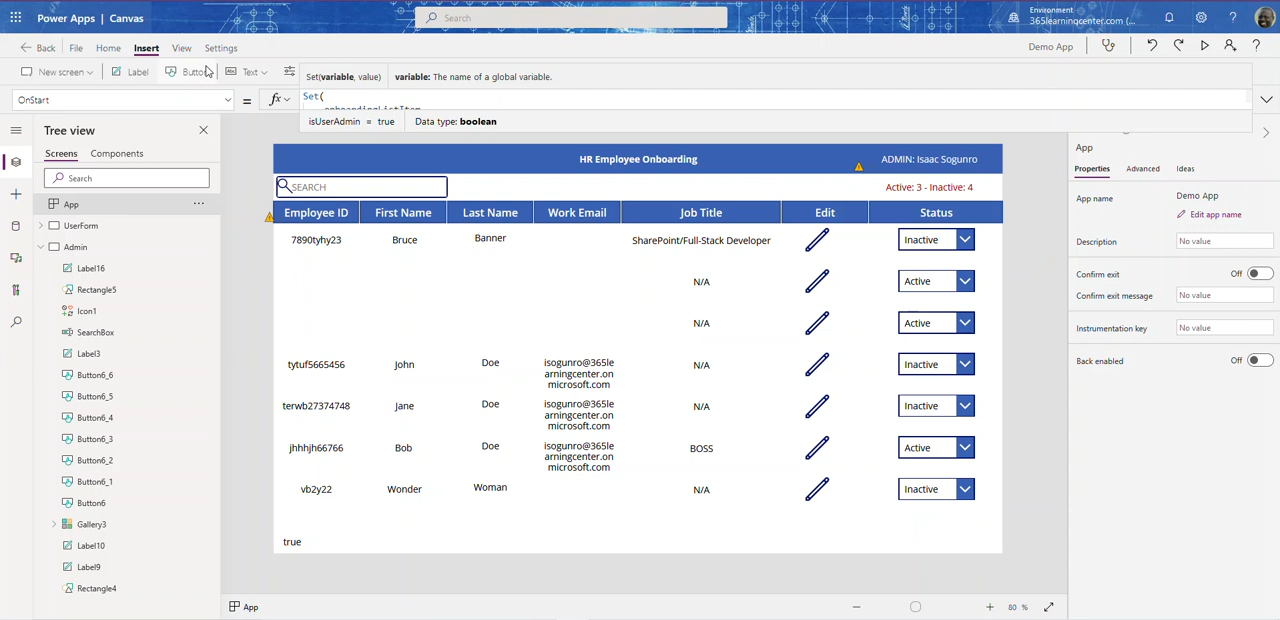 Power Apps | Canvas
Search
Environment
365learningcenter.com (...
Back
File
Home
Insert
View
Settings
Demo App
New screen
Label
Button
Text
Set(variable, value)
variable: The name of a global variable.
OnStart
=
fx
Set(
onboardingListItem
isUserAdmin = true
Data type: boolean
Tree view
Screens
Components
Search
App
...
UserForm
Admin
Label16
Rectangle5
Icon1
SearchBox
Label3
Button6_6
Button6_5
Button6_4
Button6_3
Button6_2
Button6_1
Button6
Gallery3
Label10
Label9
Rectangle4
HR Employee Onboarding
ADMIN: Isaac Sogunro
SEARCH
Active: 3 - Inactive: 4
Employee ID First Name Last Name Work Email Job Title Edit Status
7890tyhy23 Bruce Banner SharePoint/Full-Stack Developer Inactive
N/A Active
N/A Active
tytuf5665456 John Doe isogunro@365le
arningcenter.on
microsoft.com
N/A Inactive
terwb27374748 Jane Doe isogunro@365le
arningcenter.on
microsoft.com
N/A Inactive
jhhhjh66766 Bob Doe isogunro@365le
arningcenter.on
microsoft.com
BOSS Active
vb2y22 Wonder Woman N/A Inactive
true
App
80 %
App
Properties
Advanced
Ideas
App name
Demo App
Edit app name
Description
No value
Confirm exit
Off
Confirm exit message
No value
Instrumentation key
No value
Back enabled
Off